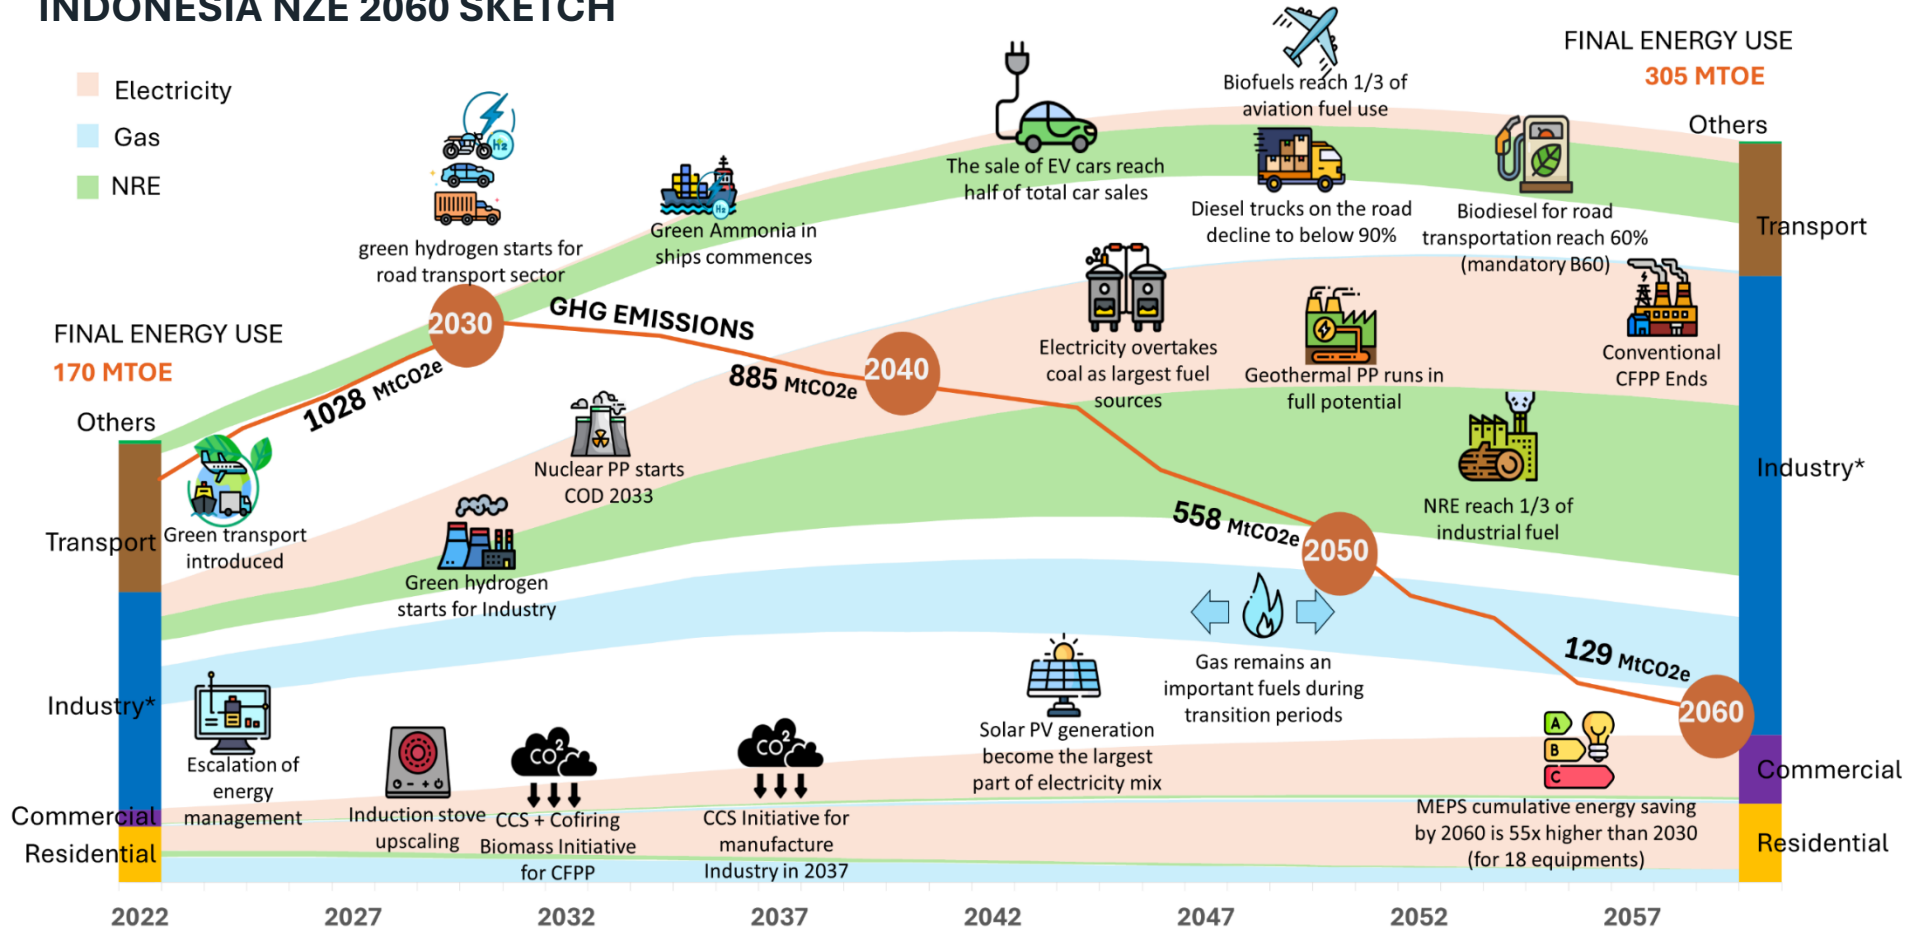 INDONESIA NZE 2060 SKETCH
Electricity
Gas
NRE
FINAL ENERGY USE
170 MTOE
Others
Transport
Industry*
Commercial
Residential
green hydrogen starts for
road transport sector
H2
Green Ammonia in
ships commences
H2
The sale of EV cars reach
half of total car sales
Biofuels reach 1/3 of
aviation fuel use
Diesel trucks on the road
decline to below 90%
Biodiesel for road
transportation reach 60%
(mandatory B60)
FINAL ENERGY USE
305 MTOE
Others
Transport
Industry*
Commercial
Residential
2030
GHG EMISSIONS
1028 MtCO2e
885 MtCO2e
2040
558 MtCO2e
2050
129 MtCO2e
2060
Green transport
introduced
Nuclear PP starts
COD 2033
Green hydrogen
starts for Industry
Electricity overtakes
coal as largest fuel
sources
Geothermal PP runs in
full potential
Conventional
CFPP Ends
NRE reach 1/3 of
industrial fuel
Gas remains an
important fuels during
transition periods
Solar PV generation
become the largest
part of electricity mix
Escalation of
energy
management
Induction stove
upscaling
CO2
CCS + Cofiring
Biomass Initiative
for CFPP
CO2
CCS Initiative for
manufacture
Industry in 2037
A
B
C
MEPS cumulative energy saving
by 2060 is 55x higher than 2030
(for 18 equipments)
2022
2027
2032
2037
2042
2047
2052
2057